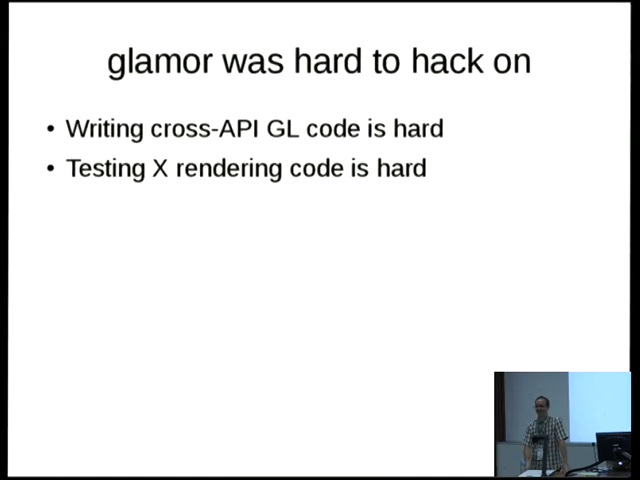 glamor was hard to hack on
• Writing cross-API GL code is hard
• Testing X rendering code is hard